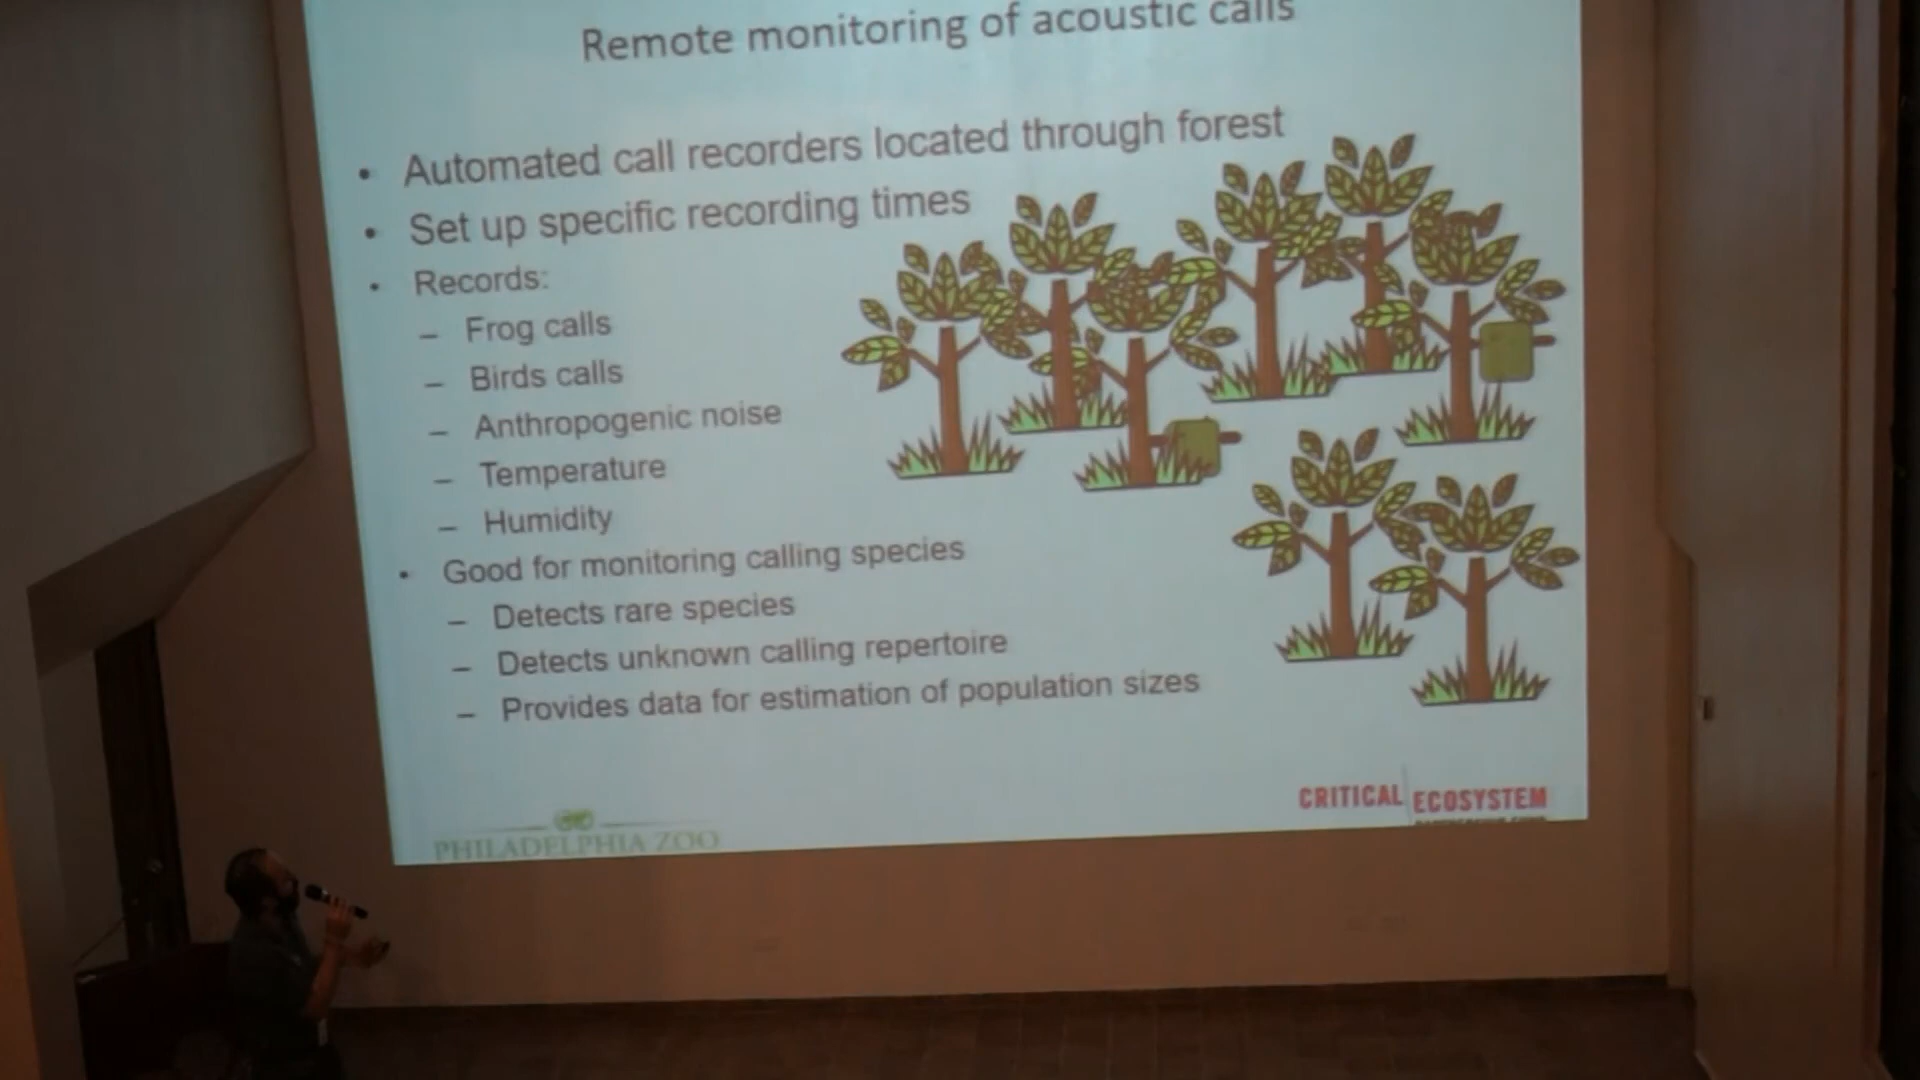 Remote monitoring of acoustic calls
• Automated call recorders located through forest
• Set up specific recording times
• Records:
– Frog calls
– Birds calls
– Anthropogenic noise
– Temperature
– Humidity
• Good for monitoring calling species
– Detects rare species
– Detects unknown calling repertoire
– Provides data for estimation of population sizes
PHILADELPHIA ZOO
CRITICAL ECOSYSTEM